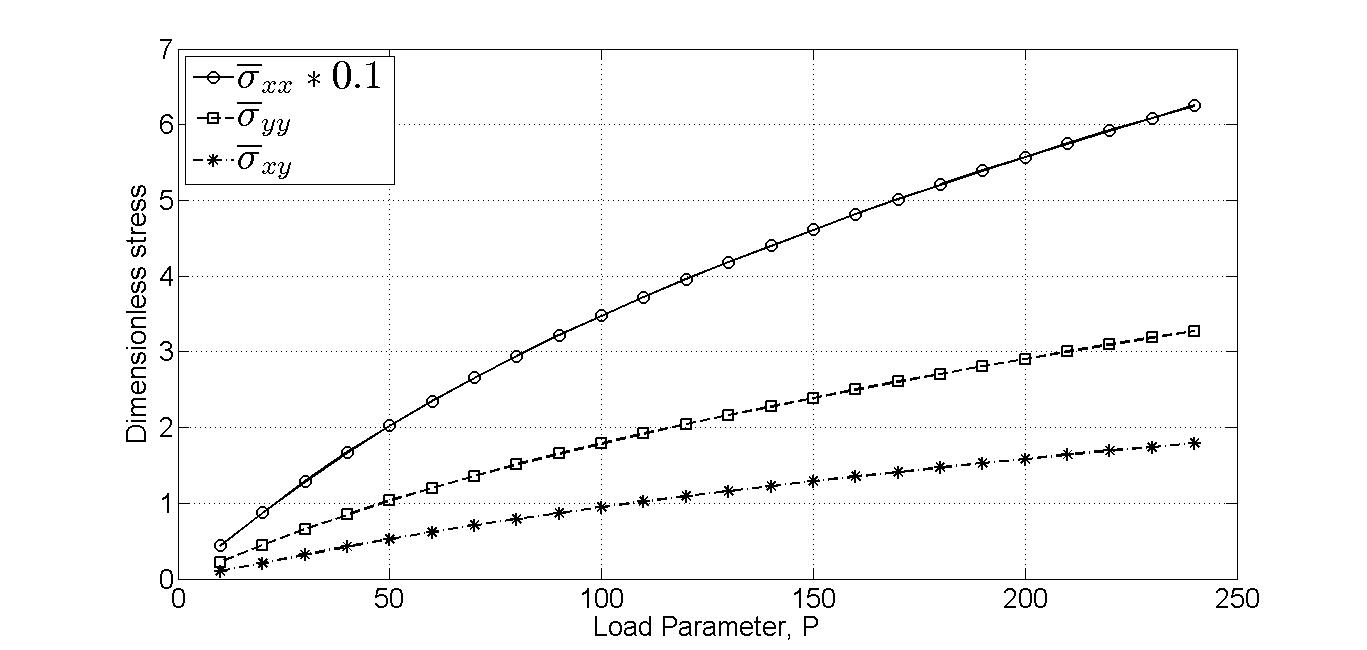 7
6
5
4
3
2
1
0
σ̅xx * 0.1
σ̅yy
σ̅xy
Dimensionless stress
0 50 100 150 200 250
Load Parameter, P